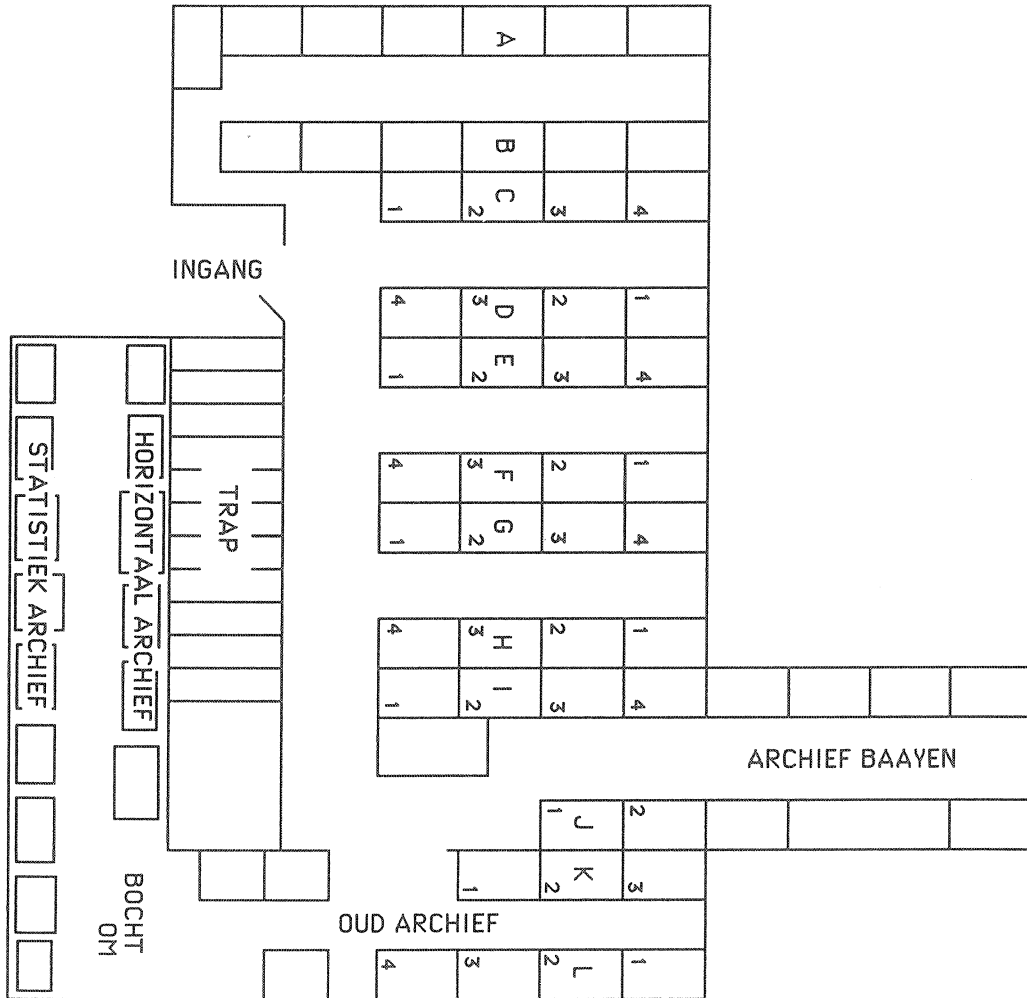 A
B
C
1 2 3 4
INGANG
4 3 2 1
D
E
1 2 3 4
4 3 2 1
F
G
1 2 3 4
TRAP
HORIZONTAAL ARCHIEF
STATISTIEK ARCHIEF
4 3 2 1
H
I
1 2 3 4
ARCHIEF BAAYEN
1 2
J
K
1 2 3
BOCHT
OM
OUD ARCHIEF
4 3 2 1
L